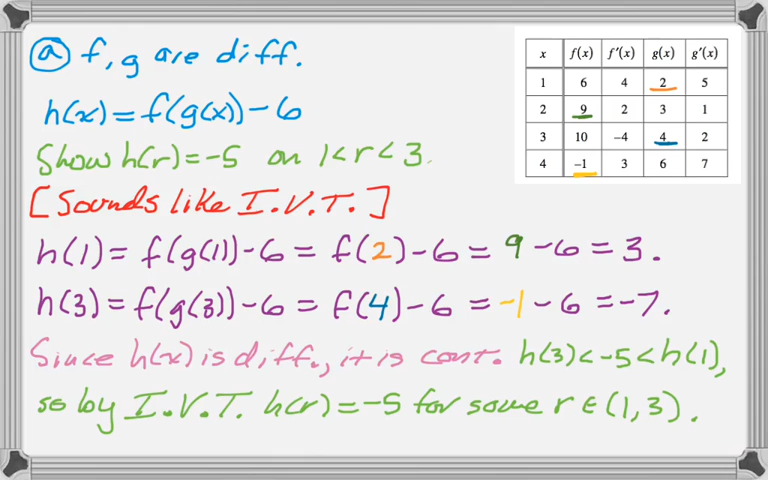 ⓐ f, g are diff.
h(x) = f(g(x)) - 6
Show h(r) = -5 on 1 < r < 3.
[Sounds like I.V.T.]
h(1) = f(g(1)) - 6 = f(2) - 6 = 9 - 6 = 3.
h(3) = f(g(3)) - 6 = f(4) - 6 = -1 - 6 = -7.
Since h(x) is diff., it is cont. h(3) < -5 < h(1),
so by I.V.T. h(r) = -5 for some r ∈ (1, 3).
x f(x) f′(x) g(x) g′(x)
1 6 4 2 5
2 9 2 3 1
3 10 -4 4 2
4 -1 3 6 7